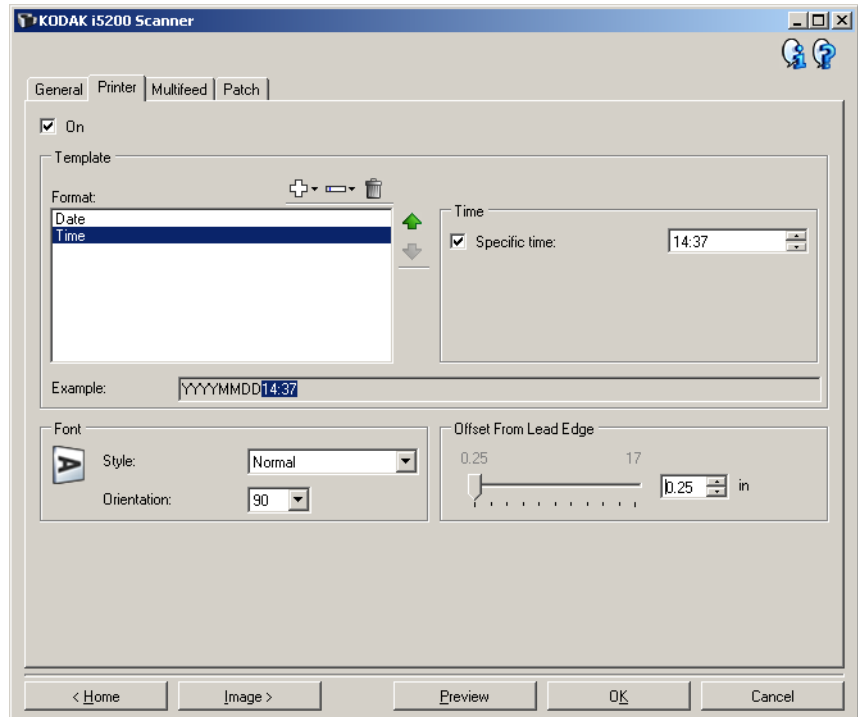 KODAK i5200 Scanner
General Printer Multifeed Patch
On
Template
Format:
Date
Time
Time
Specific time: 14:37
Example: YYYYMMDD14:37
Font
A Style: Normal
Orientation: 90
Offset From Lead Edge
0.25 17
0.25 in
< Home Image > Preview OK Cancel